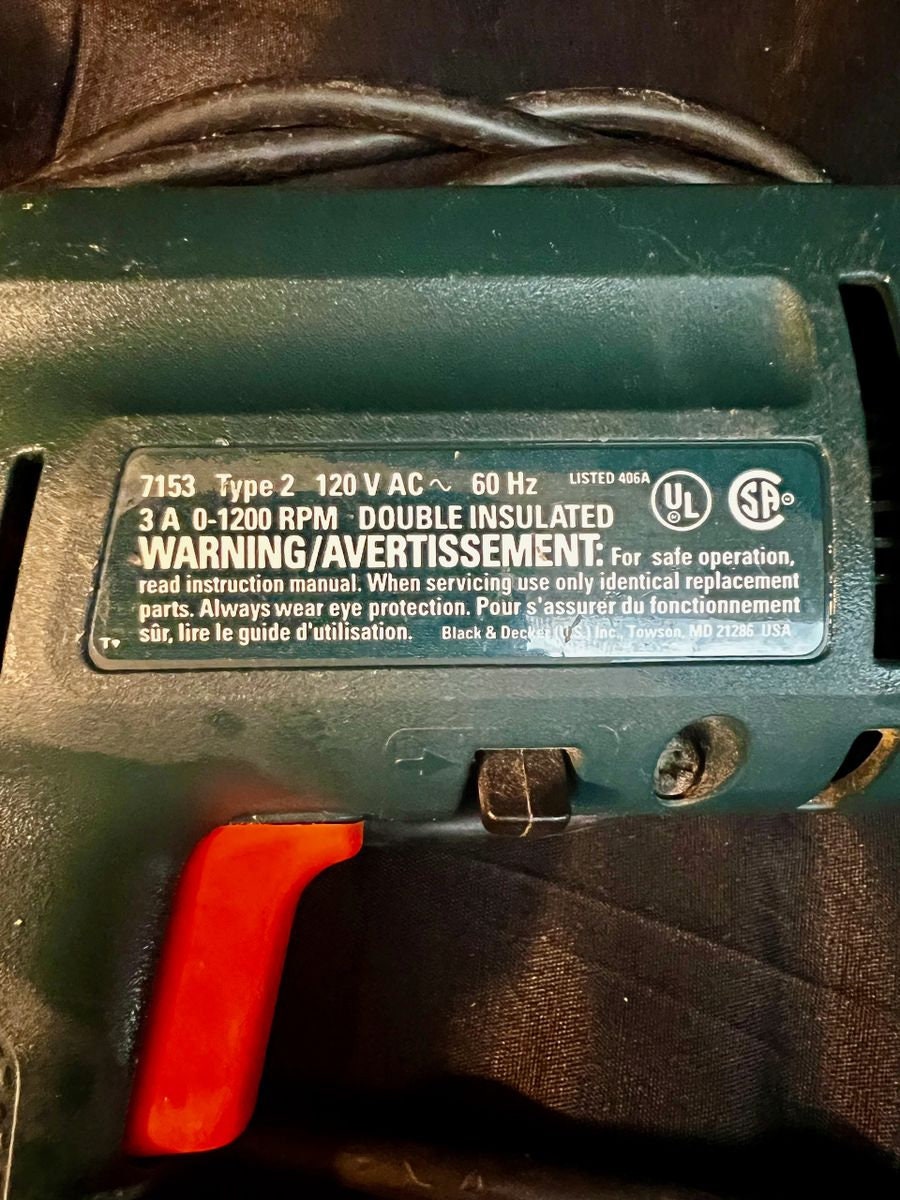 7153 Type 2 120 V AC ~ 60 Hz LISTED 406A UL SA
3 A 0-1200 RPM DOUBLE INSULATED
WARNING/AVERTISSEMENT: For safe operation,
read instruction manual. When servicing use only identical replacement
parts. Always wear eye protection. Pour s'assurer du fonctionnement
sûr, lire le guide d'utilisation. Black & Decker (U.S.) Inc., Towson, MD 21286 USA